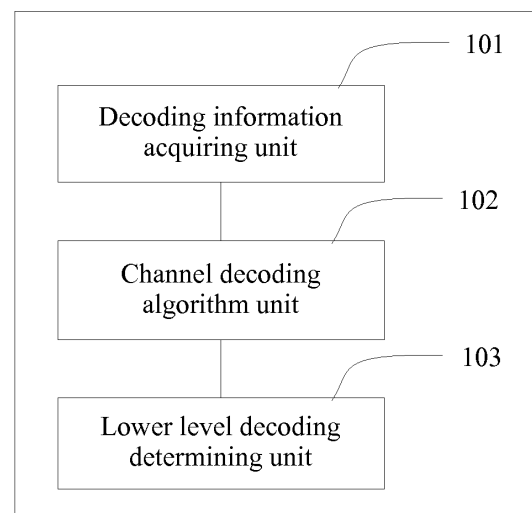 101
Decoding information
acquiring unit
102
Channel decoding
algorithm unit
103
Lower level decoding
determining unit